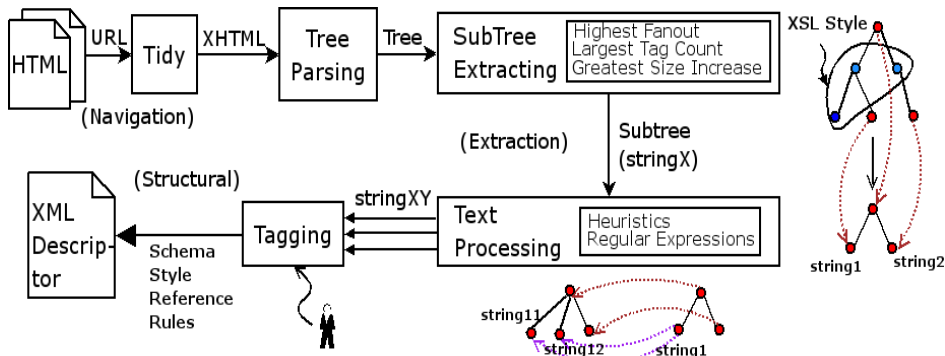 HTML
URL
Tidy
XHTML
Tree
Parsing
Tree
SubTree
Extracting
Highest Fanout
Largest Tag Count
Greatest Size Increase
XSL Style
(Navigation)
(Extraction)
Subtree
(stringX)
(Structural)
XML
Descrip-
tor
Schema
Style
Reference
Rules
Tagging
stringXY
Text
Processing
Heuristics
Regular Expressions
string1
string2
string11
string12
string1